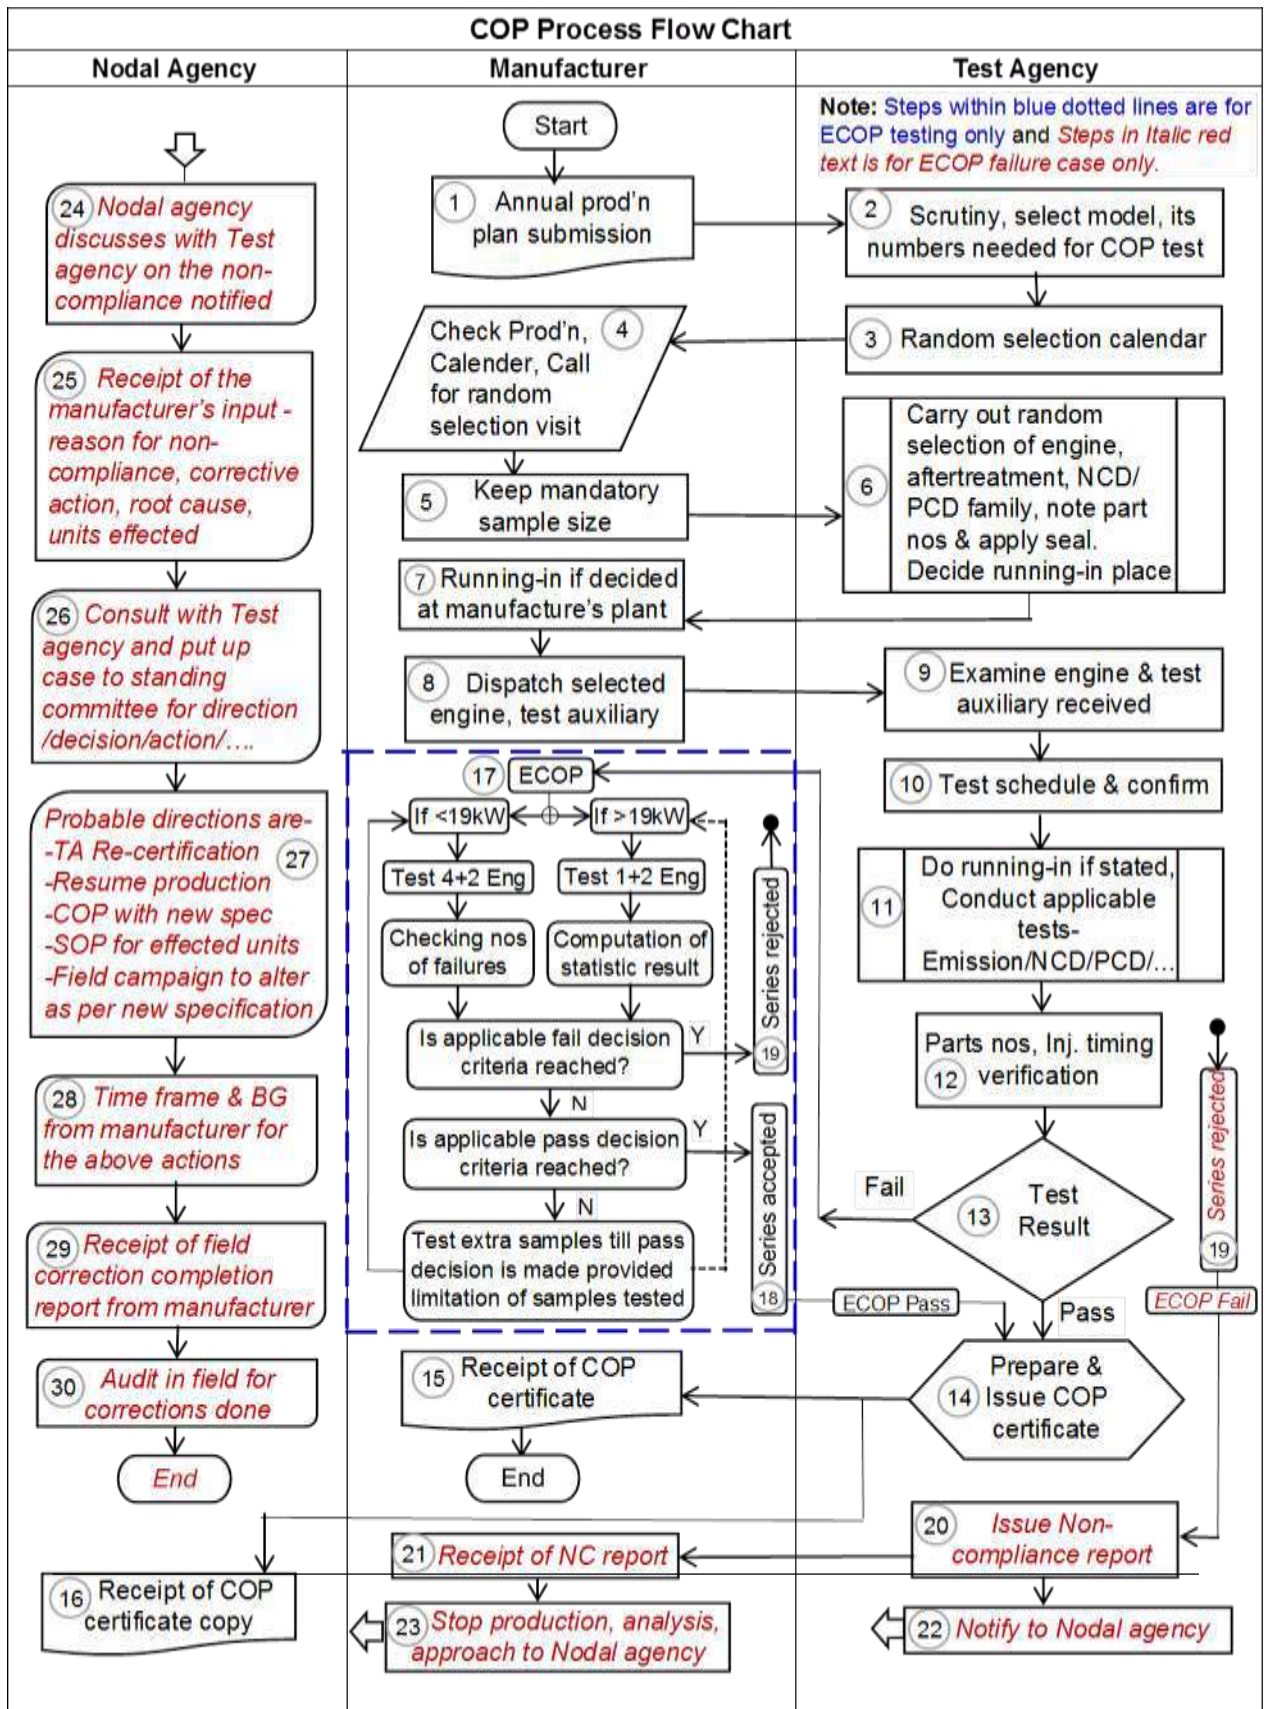 COP Process Flow Chart
Nodal Agency
Manufacturer
Test Agency
Note: Steps within blue dotted lines are for
ECOP testing only and Steps in Italic red
text is for ECOP failure case only.
Start
1 Annual prod'n
plan submission
2 Scrutiny, select model, its
numbers needed for COP test
3 Random selection calendar
Check Prod'n, 4
Calender, Call
for random
selection visit
5 Keep mandatory
sample size
Carry out random
selection of engine,
aftertreatment, NCD/
6 PCD family, note part
nos & apply seal.
Decide running-in place
7 Running-in if decided
at manufacture's plant
8 Dispatch selected
engine, test auxiliary
9 Examine engine & test
auxiliary received
10 Test schedule & confirm
Do running-in if stated,
11 Conduct applicable
tests-
Emission/NCD/PCD/...
Parts nos, Inj. timing
12 verification
13 Test
Result
Fail
Pass
17 ECOP
If <19kW
If >19kW
Test 4+2 Eng
Test 1+2 Eng
Checking nos
of failures
Computation of
statistic result
Is applicable fail decision
criteria reached?
Y
N
Is applicable pass decision
criteria reached?
Y
N
Test extra samples till pass
decision is made provided
limitation of samples tested
19 Series rejected
18 Series accepted
ECOP Pass
19 Series rejected
ECOP Fail
Prepare &
14 Issue COP
certificate
15 Receipt of COP
certificate
End
16 Receipt of COP
certificate copy
20 Issue Non-
compliance report
21 Receipt of NC report
22 Notify to Nodal agency
23 Stop production, analysis,
approach to Nodal agency
24 Nodal agency
discusses with Test
agency on the non-
compliance notified
25 Receipt of the
manufacturer's input -
reason for non-
compliance, corrective
action, root cause,
units effected
26 Consult with Test
agency and put up
case to standing
committee for direction
/decision/action/....
Probable directions are-
-TA Re-certification 27
-Resume production
-COP with new spec
-SOP for effected units
-Field campaign to alter
as per new specification
28 Time frame & BG
from manufacturer for
the above actions
29 Receipt of field
correction completion
report from manufacturer
30 Audit in field for
corrections done
End